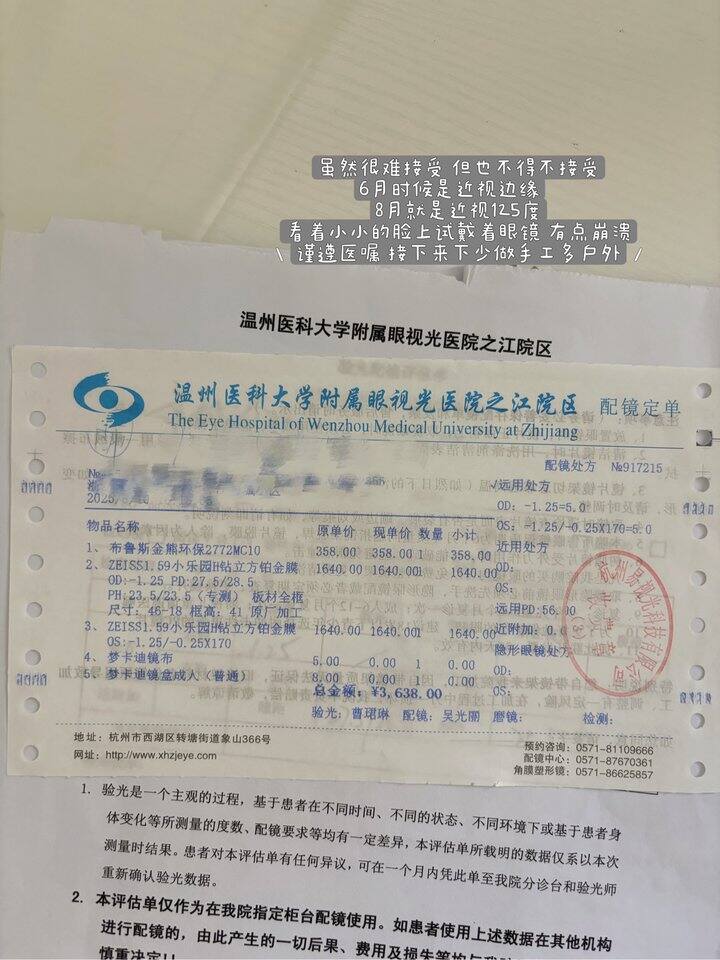 虽然很难接受 但也不得不接受
6月时候是近视边缘
8月就是近视125度
看着小小的脸上试戴着眼镜 有点崩溃
\ 谨遵医嘱 接下来下少做手工多户外 /
温州医科大学附属眼视光医院之江院区
温州医科大学附属眼视光医院之江院区 配镜定单
The Eye Hospital of Wenzhou Medical University at Zhijiang
配镜处方 №917215
№
√远用处方
OD: -1.25-5.0
OS: -1.25/-0.25X170-5.0
物品名称 原单价 现单价 数量 小计
近用处方
1、布鲁斯金熊环保2772MC10 358.00 358.00 1 358.00
OD:
2、ZEISS1.59小乐园H钻立方铂金膜 1640.00 1640.00 1 1640.00
OS:
OD:-1.25 PD:27.5/28.5
PH:23.5/23.5（专测） 板材全框
远用PD:56.00
尺寸: 46-18 框高: 41 原厂加工
附近加: 0.0
3、ZEISS1.59小乐园H钻立方铂金膜 1640.00 1640.00 1 1640.00
OS:-1.25/-0.25X170
隐形眼镜处方
4、梦卡迪镜布 5.00 0.00 1 0.00
OD:
5、梦卡迪镜盒成人（普通） 8.00 0.00 1 0.00
OS:
总金额: ¥3,638.00
验光: 曹珺琳 配镜: 吴光丽 磨镜: 检测:
地址: 杭州市西湖区转塘街道象山366号
网址: http://www.xhzjeye.com
预约咨询: 0571-81109666
配镜中心: 0571-87670361
角膜塑形镜: 0571-86625857
1. 验光是一个主观的过程，基于患者在不同时间、不同的状态、不同环境下或基于患者身
体变化等所测量的度数、配镜要求等均有一定差异，本评估单所载明的数据仅系以本次
测量时结果。患者对本评估单有任何异议，可在一个月内凭此单至我院分诊台和验光师
重新确认验光数据。
2. 本评估单仅作为在我院指定柜台配镜使用。如患者使用上述数据在其他机构
进行配镜的，由此产生的一切后果、费用及损失等均与我
慎重决定!!